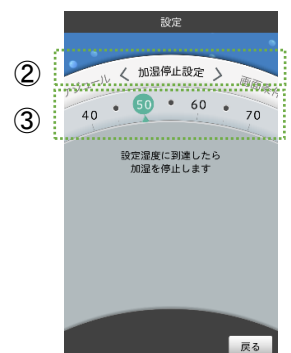 設定
②
＜ 加湿停止設定 ＞
③
40 • 50 • 60 • 70
設定湿度に到達したら
加湿を停止します
戻る